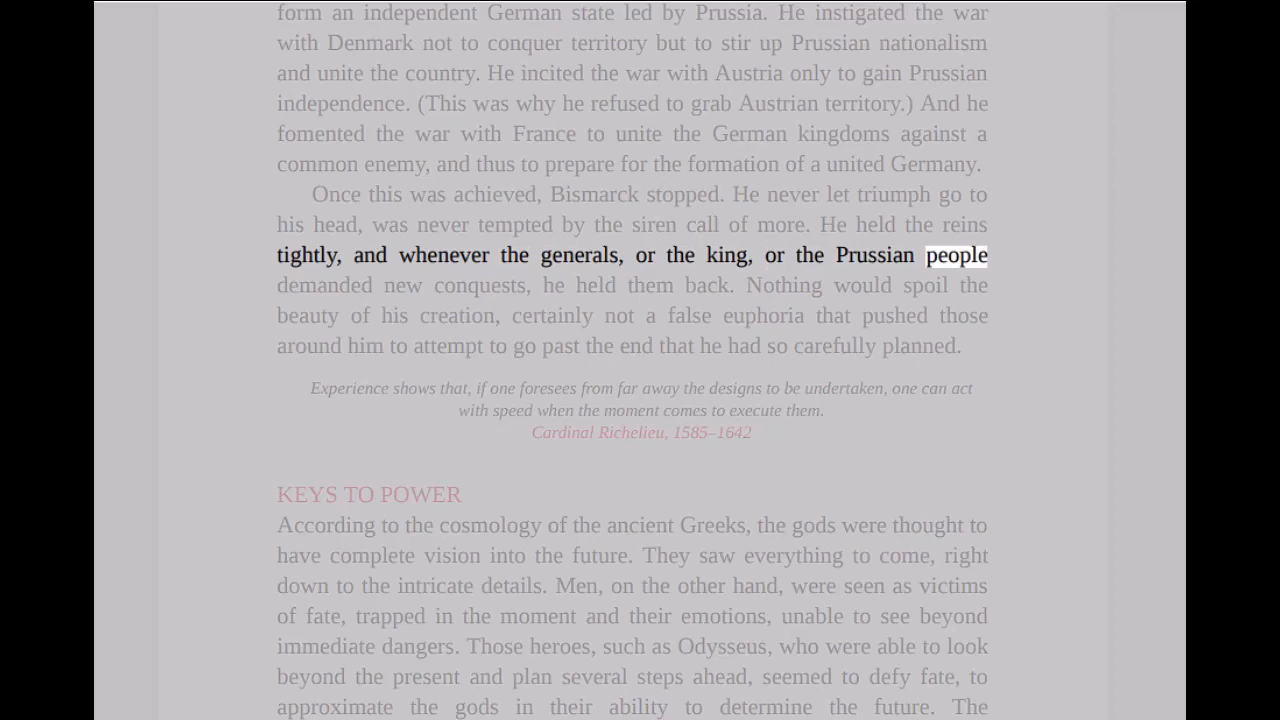 form an independent German state led by Prussia. He instigated the war
with Denmark not to conquer territory but to stir up Prussian nationalism
and unite the country. He incited the war with Austria only to gain Prussian
independence. (This was why he refused to grab Austrian territory.) And he
fomented the war with France to unite the German kingdoms against a
common enemy, and thus to prepare for the formation of a united Germany.
Once this was achieved, Bismarck stopped. He never let triumph go to
his head, was never tempted by the siren call of more. He held the reins
tightly, and whenever the generals, or the king, or the Prussian people
demanded new conquests, he held them back. Nothing would spoil the
beauty of his creation, certainly not a false euphoria that pushed those
around him to attempt to go past the end that he had so carefully planned.
Experience shows that, if one foresees from far away the designs to be undertaken, one can act
with speed when the moment comes to execute them.
Cardinal Richelieu, 1585–1642
KEYS TO POWER
According to the cosmology of the ancient Greeks, the gods were thought to
have complete vision into the future. They saw everything to come, right
down to the intricate details. Men, on the other hand, were seen as victims
of fate, trapped in the moment and their emotions, unable to see beyond
immediate dangers. Those heroes, such as Odysseus, who were able to look
beyond the present and plan several steps ahead, seemed to defy fate, to
approximate the gods in their ability to determine the future. The